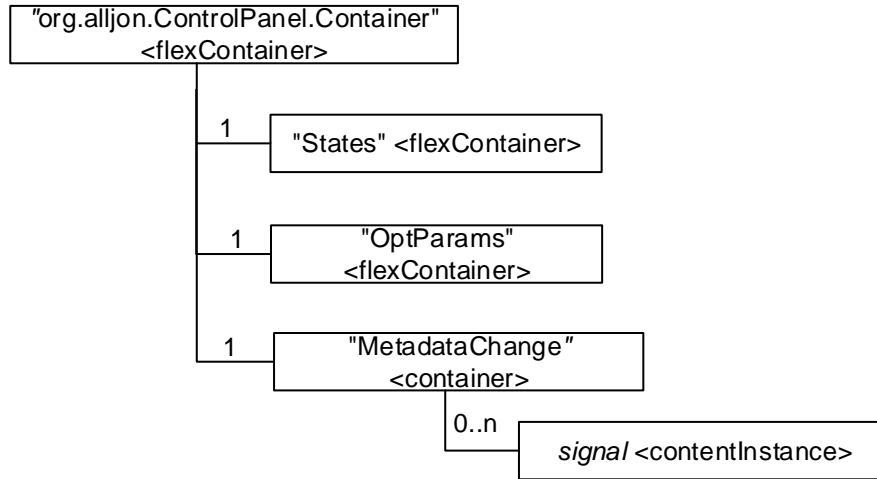 "org.alljon.ControlPanel.Container"
<flexContainer>
1
"States" <flexContainer>
1
"OptParams"
<flexContainer>
1
"MetadataChange"
<container>
0..n
signal <contentInstance>